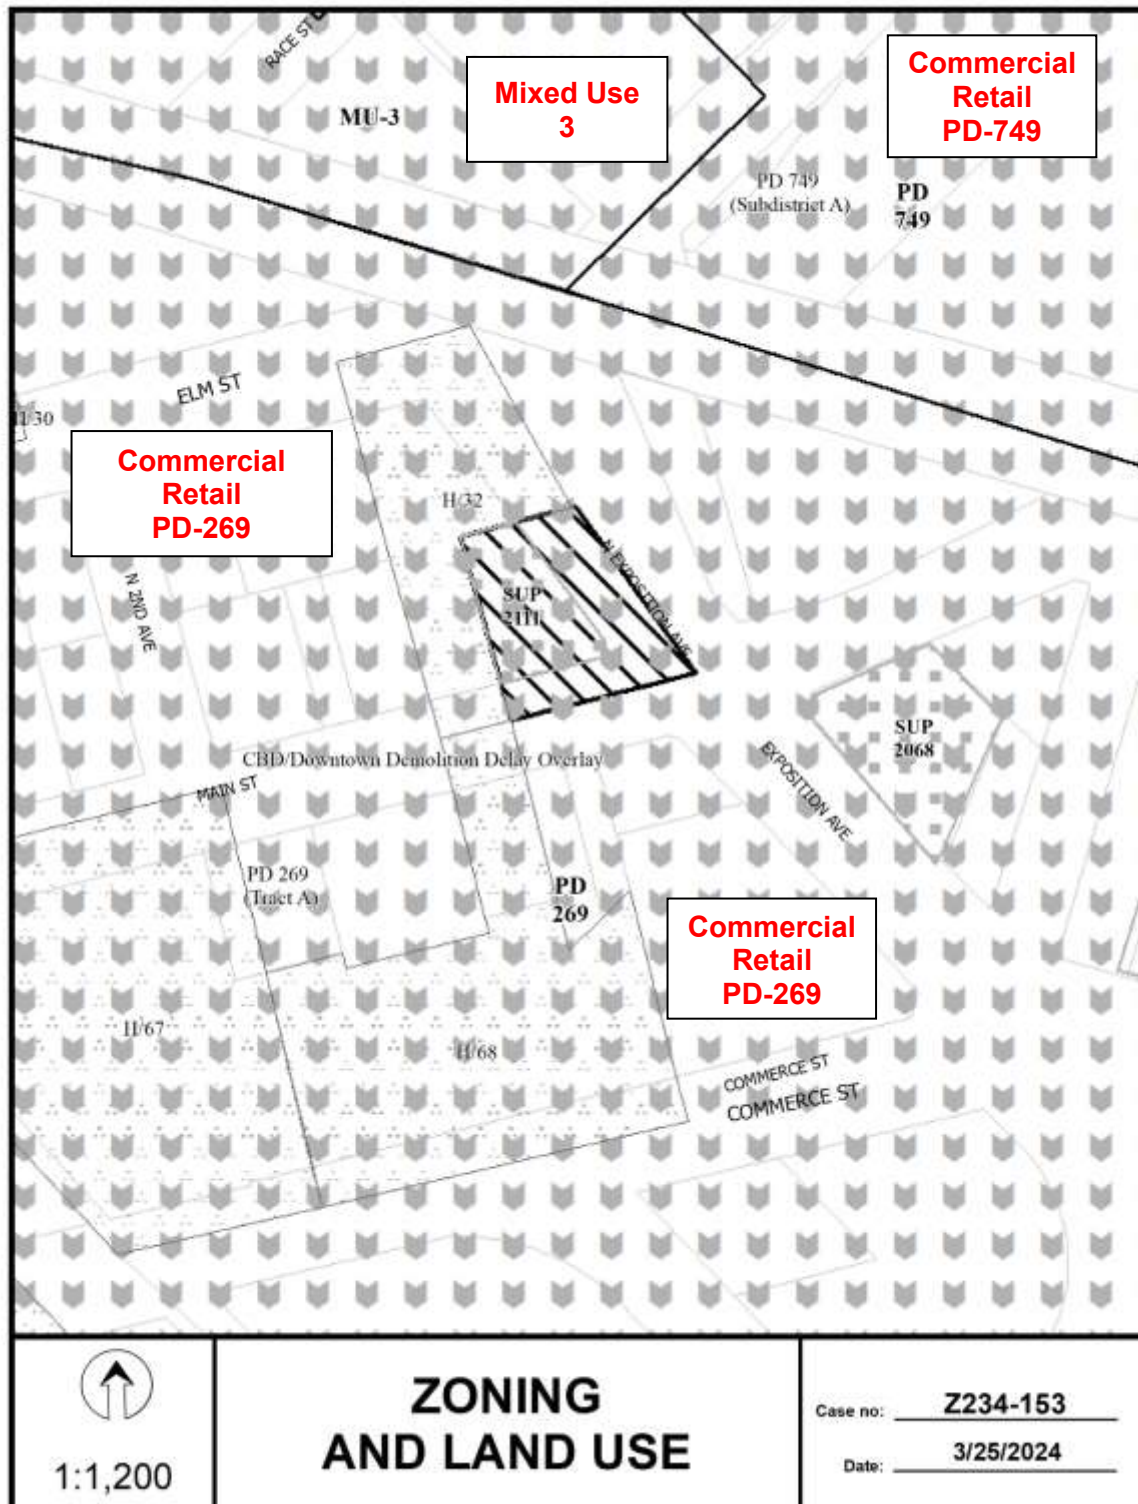 RACE ST
MU-3
Mixed Use
3
Commercial
Retail
PD-749
PD 749
(Subdistrict A)
PD
749
ELM ST
H/30
Commercial
Retail
PD-269
H/32
N EXPOSITION AVE
SUP
2111
N 2ND AVE
SUP
2068
CBD/Downtown Demolition Delay Overlay
EXPOSITION AVE
MAIN ST
PD 269
(Tract A)
PD
269
Commercial
Retail
PD-269
H/67
H/68
COMMERCE ST
COMMERCE ST
1:1,200
ZONING
AND LAND USE
Case no: Z234-153
Date: 3/25/2024